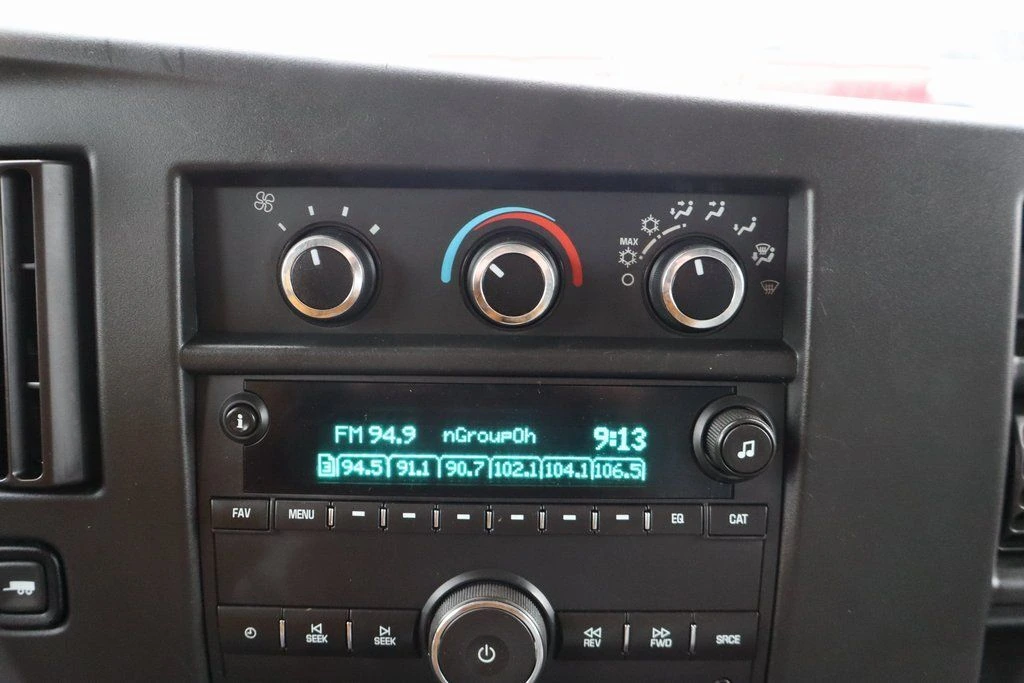 MAX
i
FM 94.9 nGroupOh 9:13
3 94.5 91.1 90.7 102.1 104.1 106.5
FAV MENU EQ CAT
SEEK SEEK REV FWD SRCE